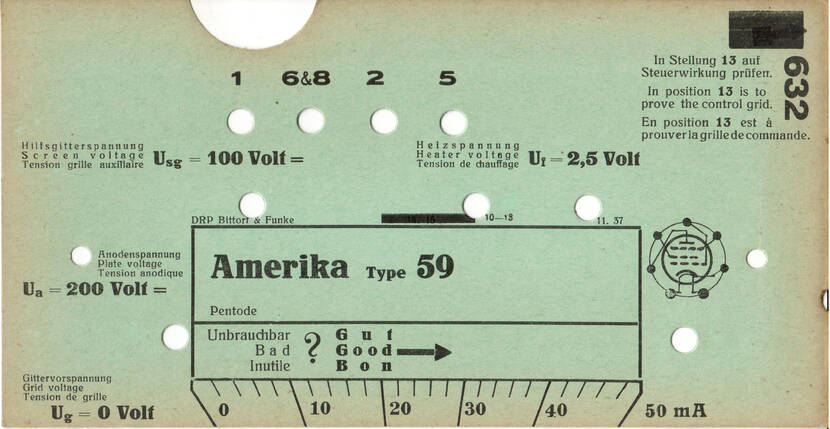 632
In Stellung 13 auf
Steuerwirkung prüfen.
In position 13 is to
prove the control grid.
En position 13 est à
prouver la grille de commande.
1 6&8 2 5
Hilfsgitterspannung
Screen voltage
Tension grille auxiliaire
Usg = 100 Volt =
Heizspannung
Heater voltage
Tension de chauffage
Uf = 2,5 Volt
DRP Bittorf & Funke
10—13
11. 37
Anodenspannung
Plate voltage
Tension anodique
Ua = 200 Volt =
Amerika Type 59
Pentode
Unbrauchbar
Bad
Inutile
?
Gut
Good
Bon
Gittervorspannung
Grid voltage
Tension de grille
Ug = 0 Volt
0 10 20 30 40 50 mA